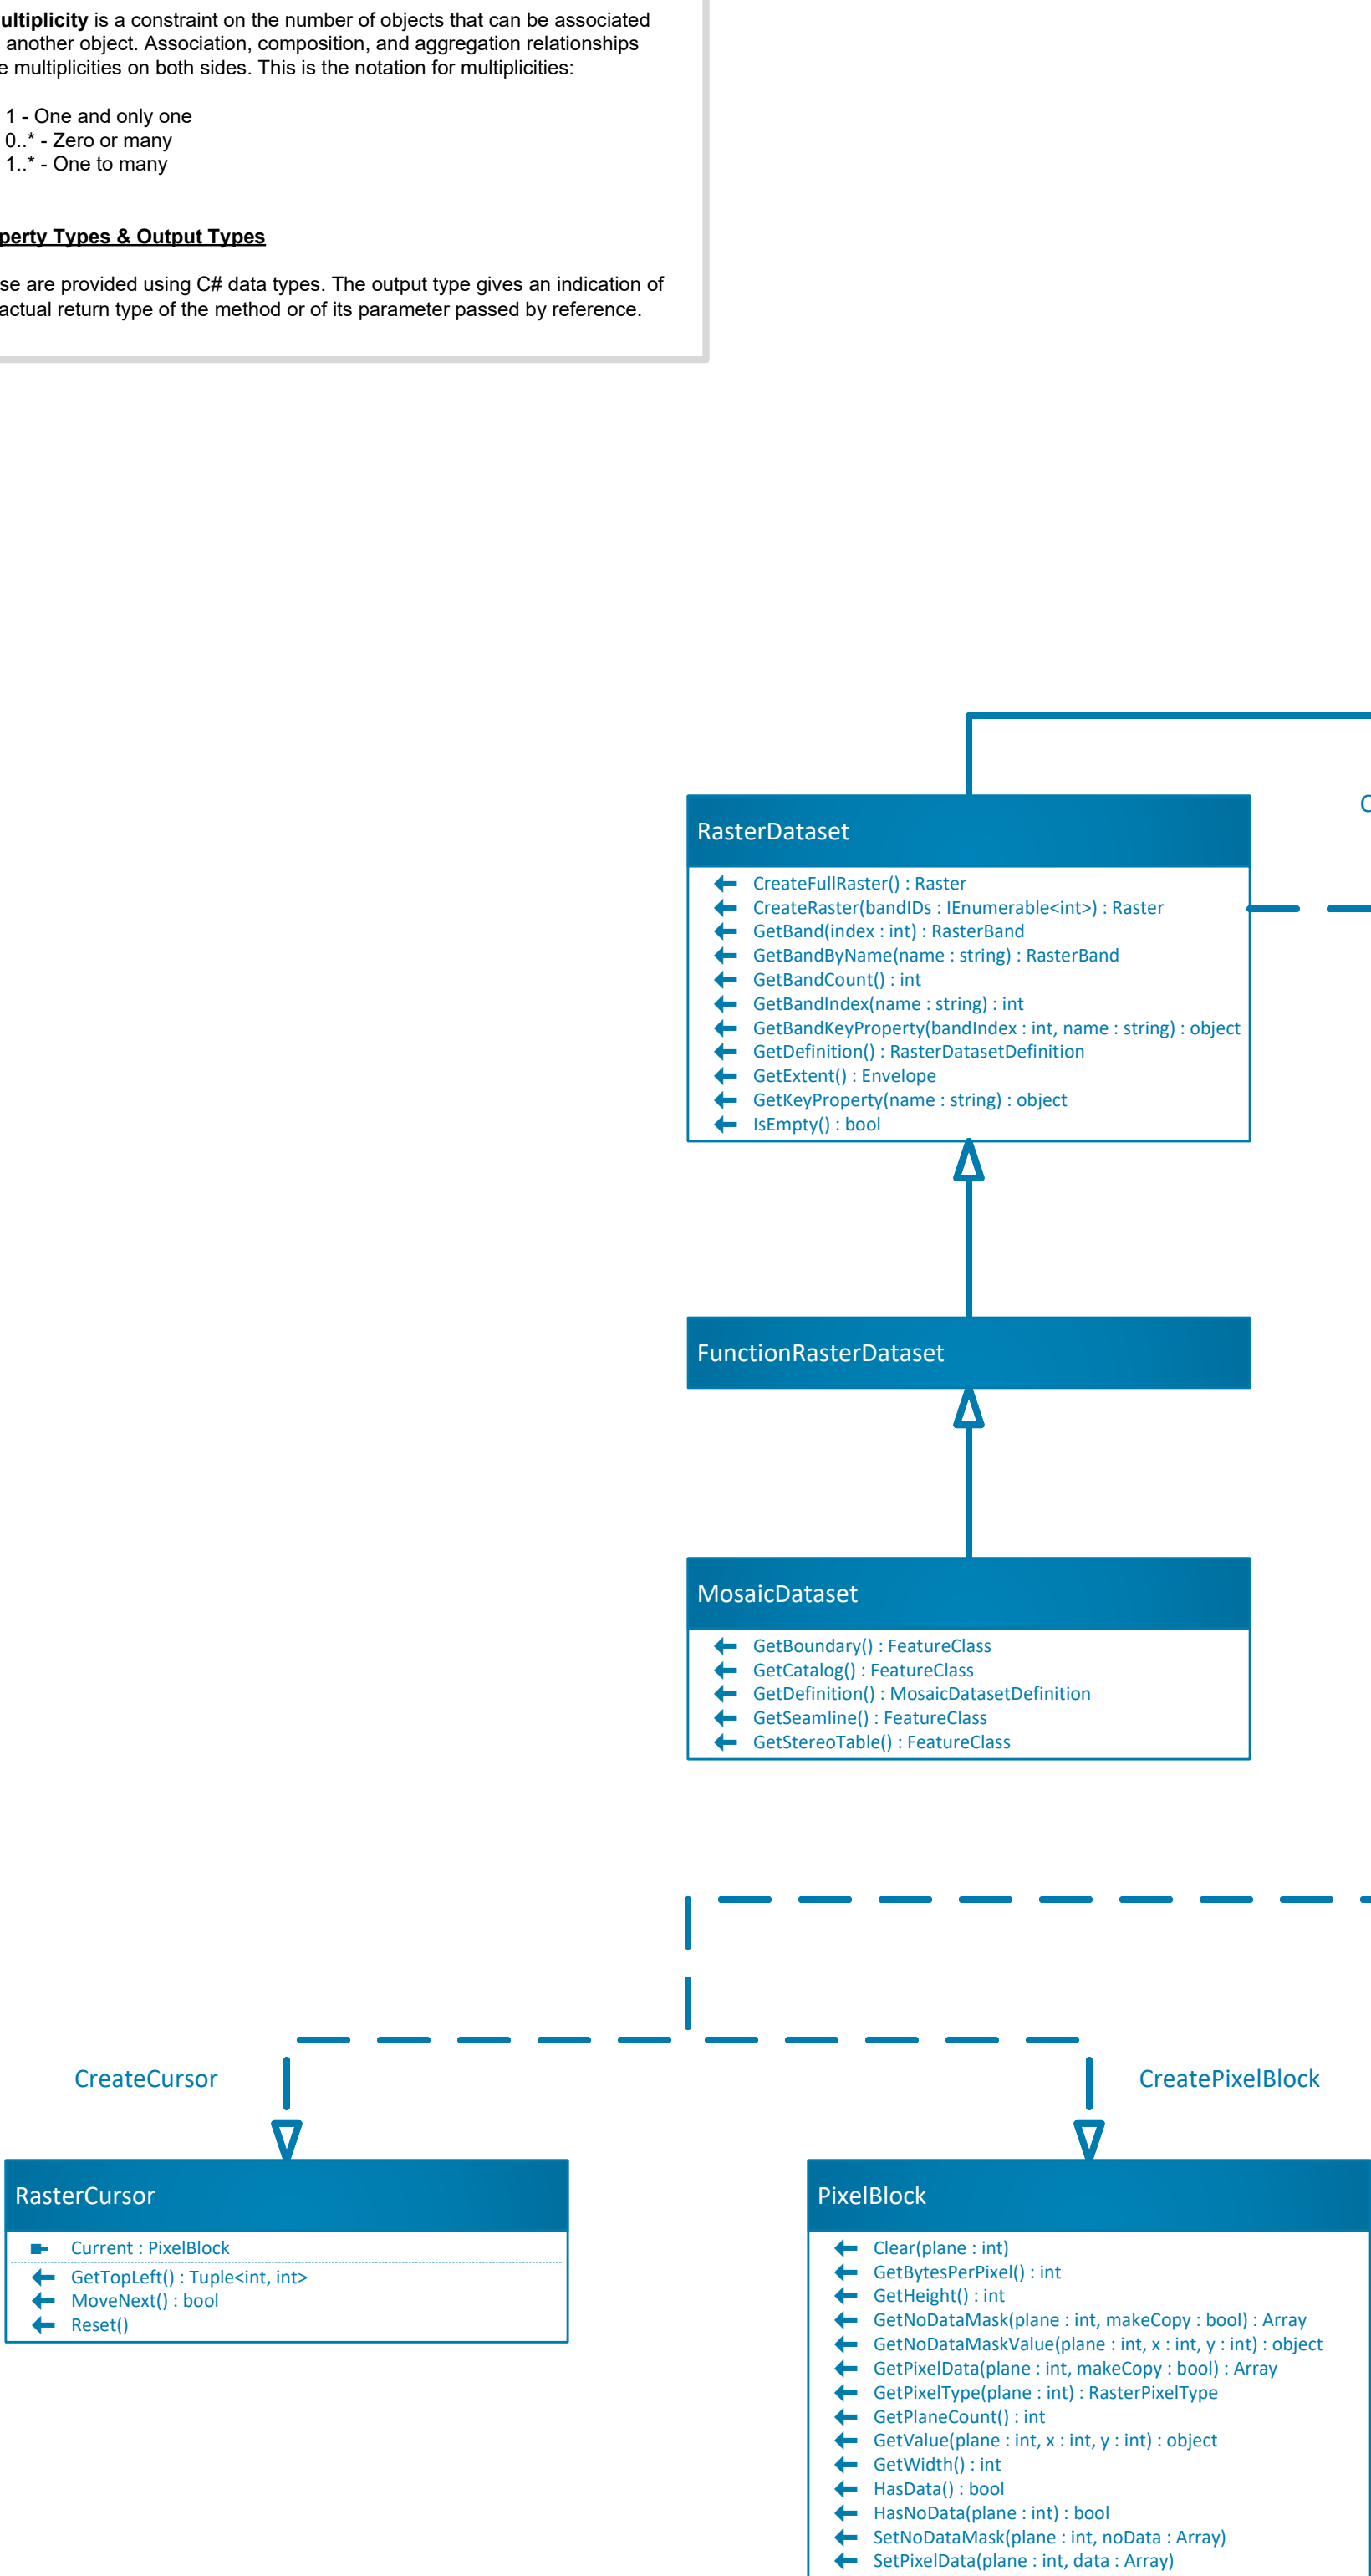 ultiplicity is a constraint on the number of objects that can be associated
another object. Association, composition, and aggregation relationships
e multiplicities on both sides. This is the notation for multiplicities:
1 - One and only one
0..* - Zero or many
1..* - One to many
perty Types & Output Types
se are provided using C# data types. The output type gives an indication of
actual return type of the method or of its parameter passed by reference.
C
RasterDataset
CreateFullRaster() : Raster
CreateRaster(bandIDs : IEnumerable<int>) : Raster
GetBand(index : int) : RasterBand
GetBandByName(name : string) : RasterBand
GetBandCount() : int
GetBandIndex(name : string) : int
GetBandKeyProperty(bandIndex : int, name : string) : object
GetDefinition() : RasterDatasetDefinition
GetExtent() : Envelope
GetKeyProperty(name : string) : object
IsEmpty() : bool
FunctionRasterDataset
MosaicDataset
GetBoundary() : FeatureClass
GetCatalog() : FeatureClass
GetDefinition() : MosaicDatasetDefinition
GetSeamline() : FeatureClass
GetStereoTable() : FeatureClass
CreateCursor
CreatePixelBlock
RasterCursor
Current : PixelBlock
GetTopLeft() : Tuple<int, int>
MoveNext() : bool
Reset()
PixelBlock
Clear(plane : int)
GetBytesPerPixel() : int
GetHeight() : int
GetNoDataMask(plane : int, makeCopy : bool) : Array
GetNoDataMaskValue(plane : int, x : int, y : int) : object
GetPixelData(plane : int, makeCopy : bool) : Array
GetPixelType(plane : int) : RasterPixelType
GetPlaneCount() : int
GetValue(plane : int, x : int, y : int) : object
GetWidth() : int
HasData() : bool
HasNoData(plane : int) : bool
SetNoDataMask(plane : int, noData : Array)
SetPixelData(plane : int, data : Array)